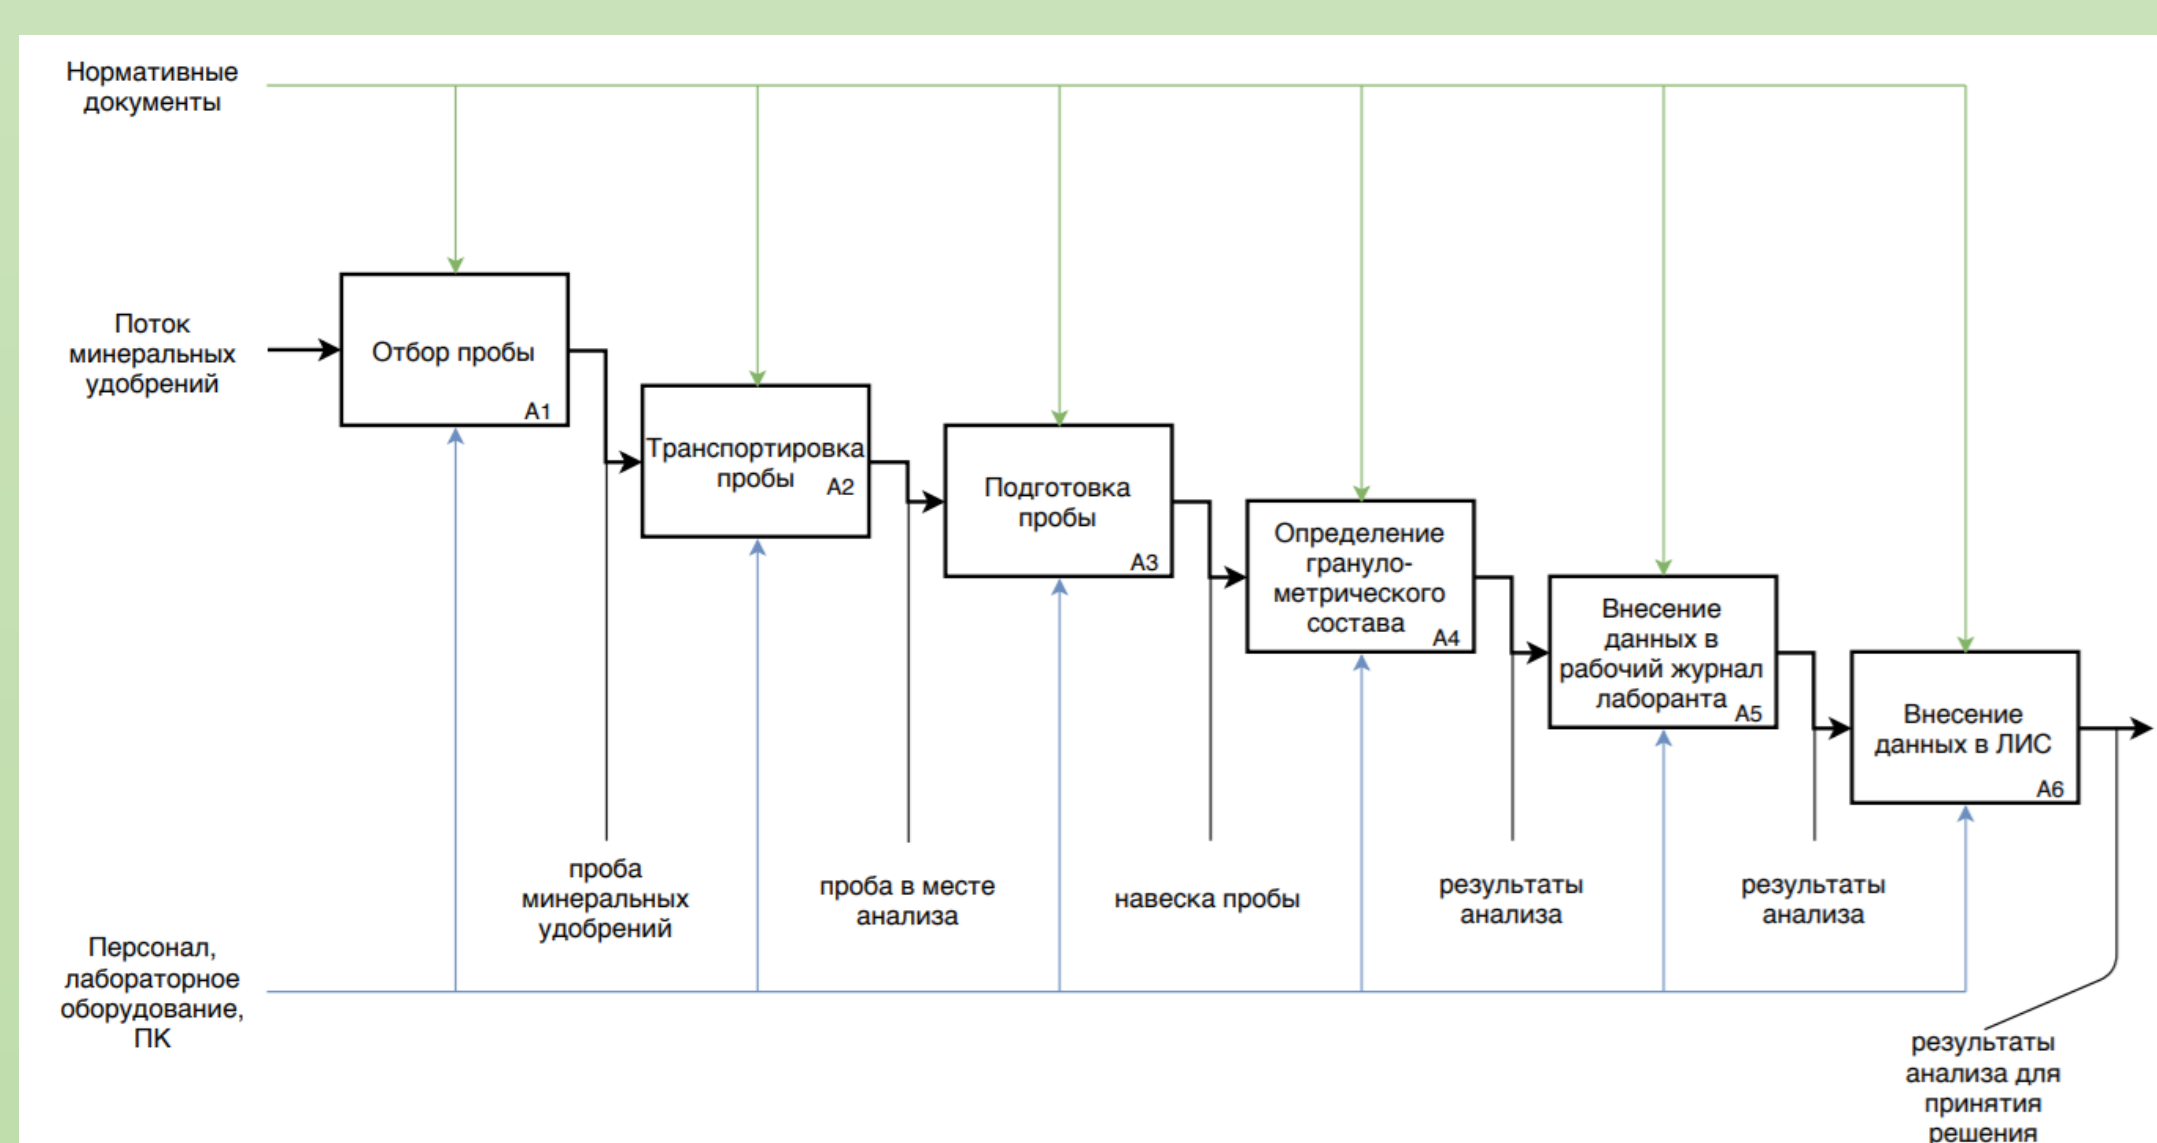 Нормативные
документы
Поток
минеральных
удобрений
Отбор пробы
A1
Транспортировка
пробы
A2
Подготовка
пробы
A3
Определение
грануло-
метрического
состава
A4
Внесение
данных в
рабочий журнал
лаборанта
A5
Внесение
данных в ЛИС
A6
проба
минеральных
удобрений
проба в месте
анализа
навеска пробы
результаты
анализа
результаты
анализа
Персонал,
лабораторное
оборудование,
ПК
результаты
анализа для
принятия
решения